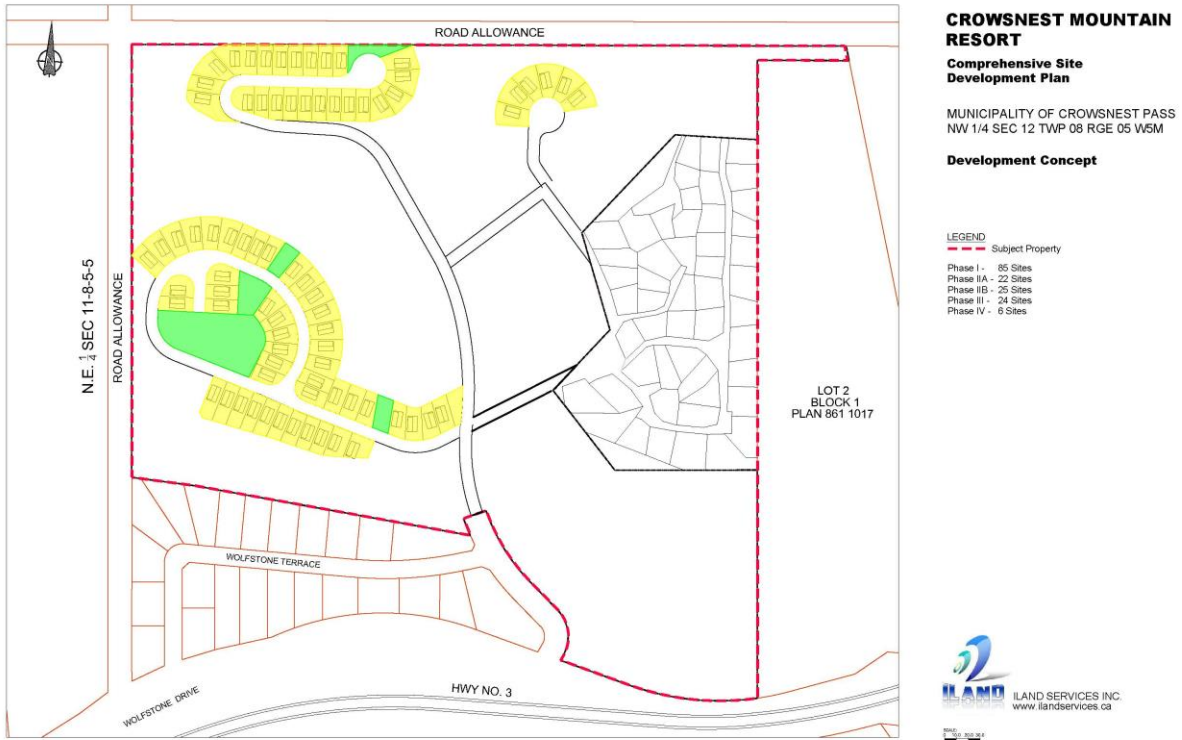 ROAD ALLOWANCE
N.E. 1/4 SEC 11-8-5-5
ROAD ALLOWANCE
LOT 2
BLOCK 1
PLAN 861 1017
WOLFSTONE TERRACE
WOLFSTONE DRIVE
HWY NO. 3
CROWSNEST MOUNTAIN
RESORT
Comprehensive Site
Development Plan
MUNICIPALITY OF CROWSNEST PASS
NW 1/4 SEC 12 TWP 08 RGE 05 W5M
Development Concept
LEGEND
Subject Property
Phase I - 85 Sites
Phase IIA - 22 Sites
Phase IIB - 25 Sites
Phase III - 24 Sites
Phase IV - 6 Sites
ILAND
ILAND SERVICES INC.
www.ilandservices.ca